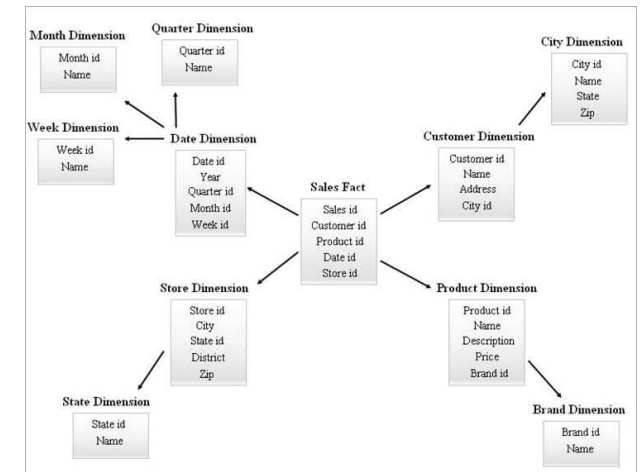 Month Dimension
Month id
Name
Quarter Dimension
Quarter id
Name
City Dimension
City id
Name
State
Zip
Week Dimension
Week id
Name
Date Dimension
Date id
Year
Quarter id
Month id
Week id
Customer Dimension
Customer id
Name
Address
City id
Sales Fact
Sales id
Customer id
Product id
Date id
Store id
Store Dimension
Store id
City
State id
District
Zip
Product Dimension
Product id
Name
Description
Price
Brand id
State Dimension
State id
Name
Brand Dimension
Brand id
Name